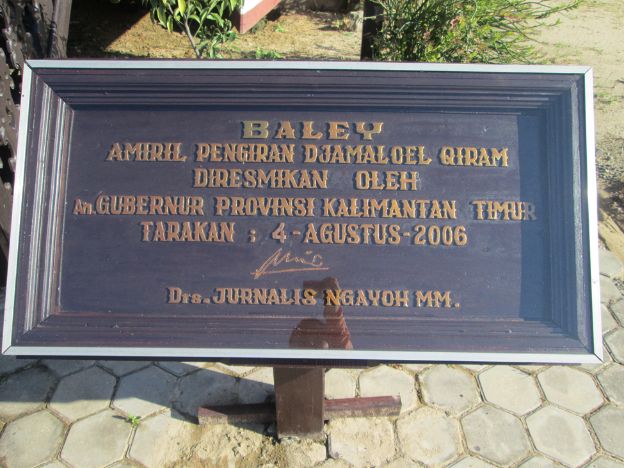 BALEY
AMIRIL PENGIRAN DJAMALOEL QIRAM
DIRESMIKAN OLEH
An. GUBERNUR PROVINSI KALIMANTAN TIMUR
TARAKAN : 4 - AGUSTUS - 2006
Drs. JURNALIS NGAYOH MM.